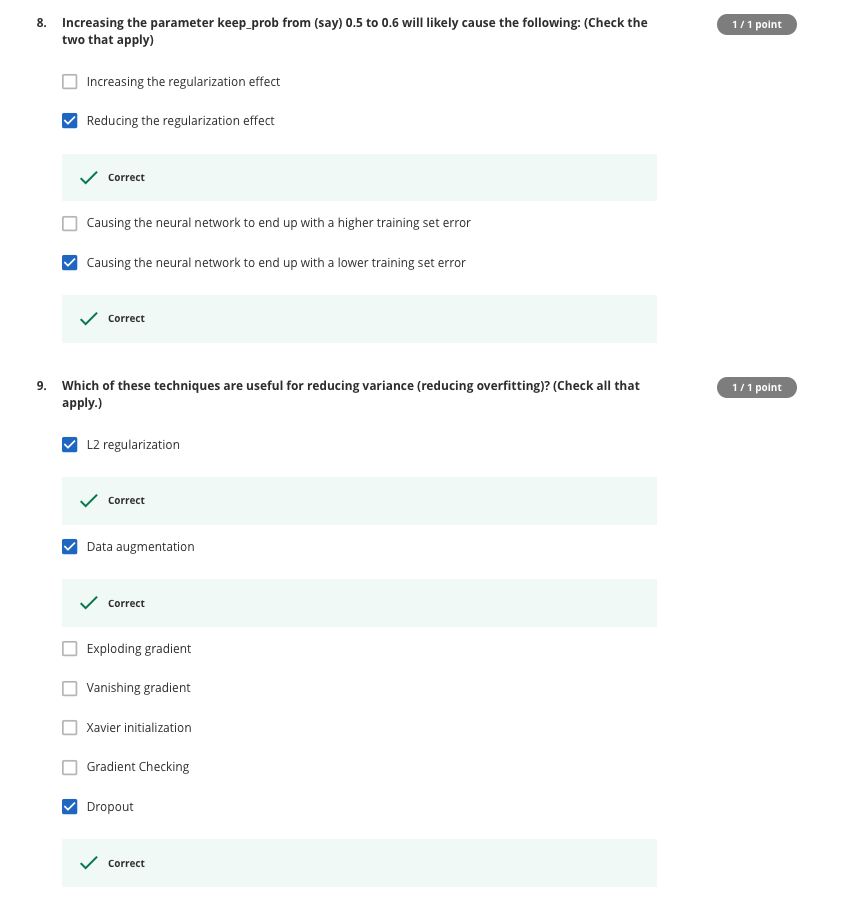 8. Increasing the parameter keep_prob from (say) 0.5 to 0.6 will likely cause the following: (Check the
two that apply)
1 / 1 point
Increasing the regularization effect
Reducing the regularization effect
Correct
Causing the neural network to end up with a higher training set error
Causing the neural network to end up with a lower training set error
Correct
9. Which of these techniques are useful for reducing variance (reducing overfitting)? (Check all that
apply.)
1 / 1 point
L2 regularization
Correct
Data augmentation
Correct
Exploding gradient
Vanishing gradient
Xavier initialization
Gradient Checking
Dropout
Correct